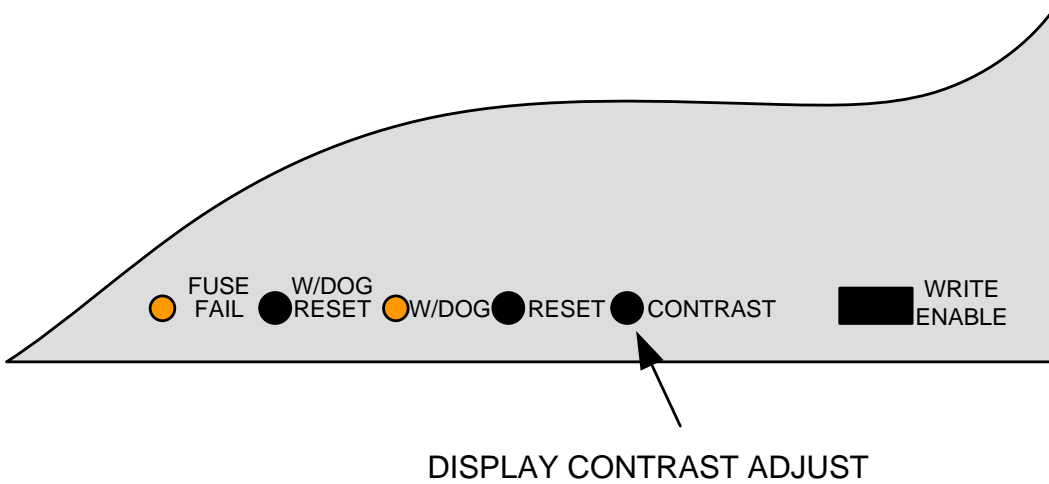 FUSE
FAIL
W/DOG
RESET
W/DOG
RESET
CONTRAST
WRITE
ENABLE
DISPLAY CONTRAST ADJUST